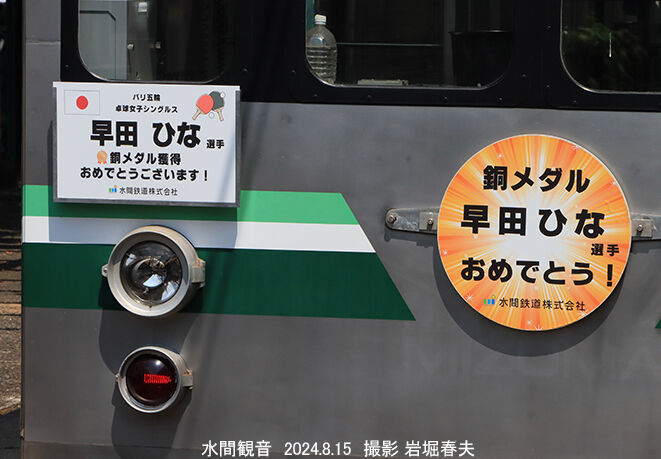 パリ五輪
卓球女子シングルス
早田 ひな 選手
銅メダル獲得
おめでとうございます！
水間鉄道株式会社
銅メダル
早田ひな
選手
おめでとう！
水間鉄道株式会社
水間観音 2024.8.15 撮影 岩堀春夫